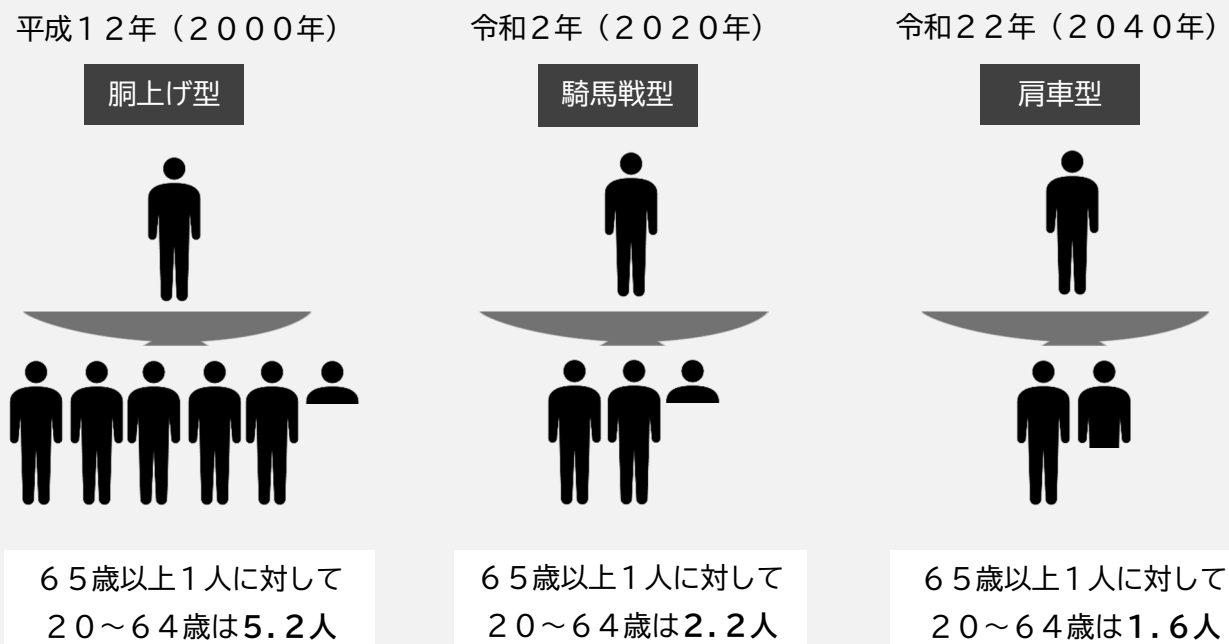 平成１２年（２０００年）
胴上げ型
６５歳以上１人に対して
２０～６４歳は５．２人
令和２年（２０２０年）
騎馬戦型
６５歳以上１人に対して
２０～６４歳は２．２人
令和２２年（２０４０年）
肩車型
６５歳以上１人に対して
２０～６４歳は１．６人